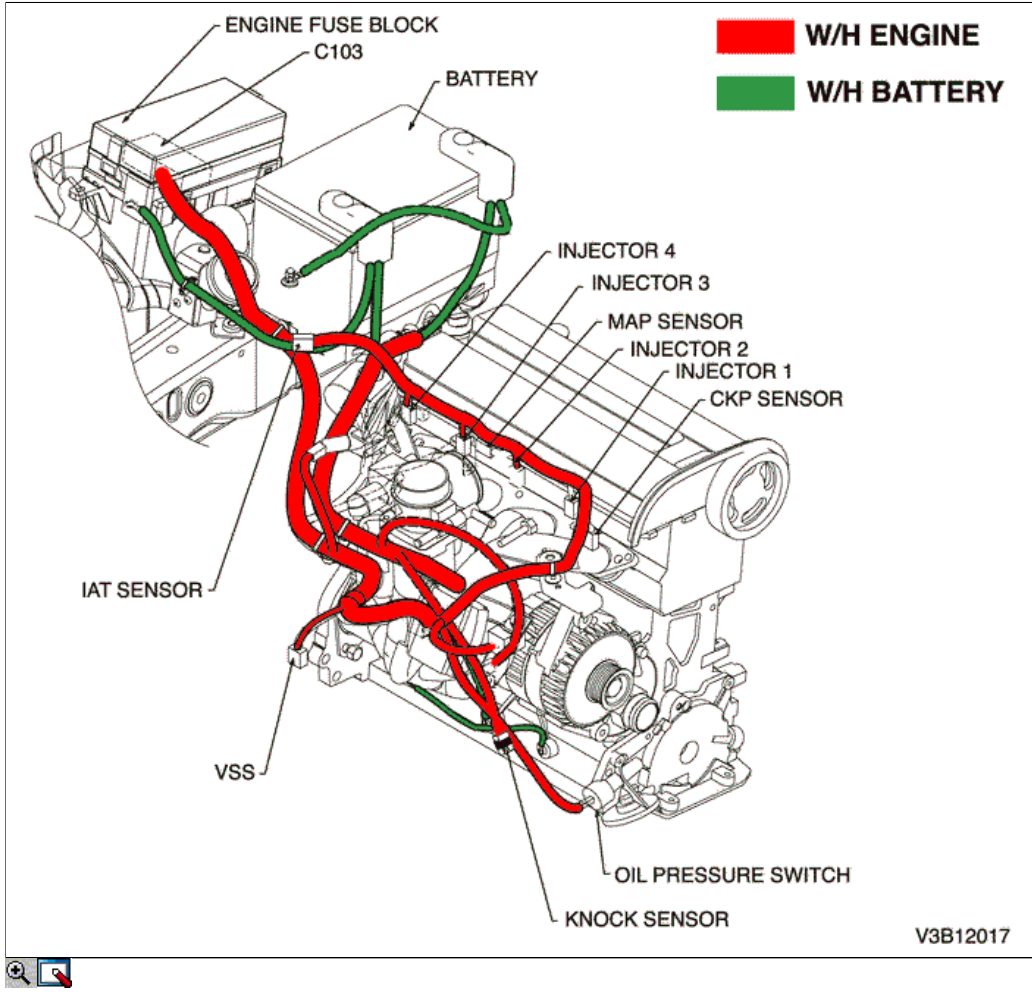 ENGINE FUSE BLOCK
C103
BATTERY
W/H ENGINE
W/H BATTERY
INJECTOR 4
INJECTOR 3
MAP SENSOR
INJECTOR 2
INJECTOR 1
CKP SENSOR
IAT SENSOR
VSS
OIL PRESSURE SWITCH
KNOCK SENSOR
V3B12017